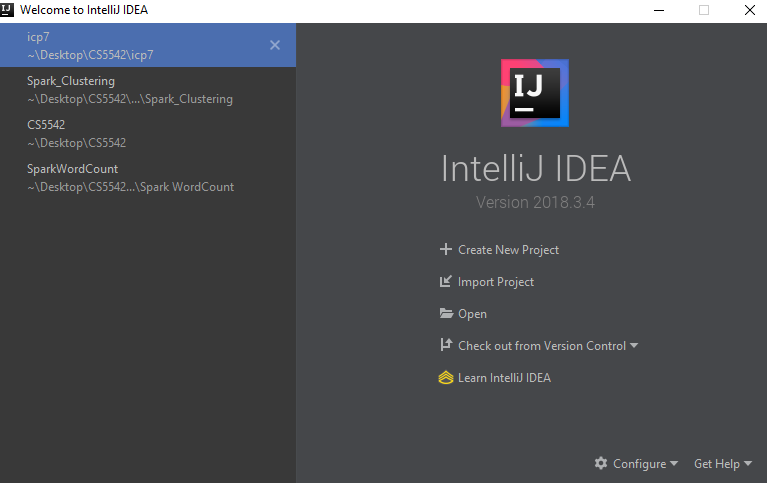 Welcome to IntelliJ IDEA
icp7
~\Desktop\CS5542\icp7
Spark_Clustering
~\Desktop\CS5542\...\Spark_Clustering
CS5542
~\Desktop\CS5542
SparkWordCount
~\Desktop\CS5542...\Spark WordCount
IJ
IntelliJ IDEA
Version 2018.3.4
Create New Project
Import Project
Open
Check out from Version Control
Learn IntelliJ IDEA
Configure
Get Help